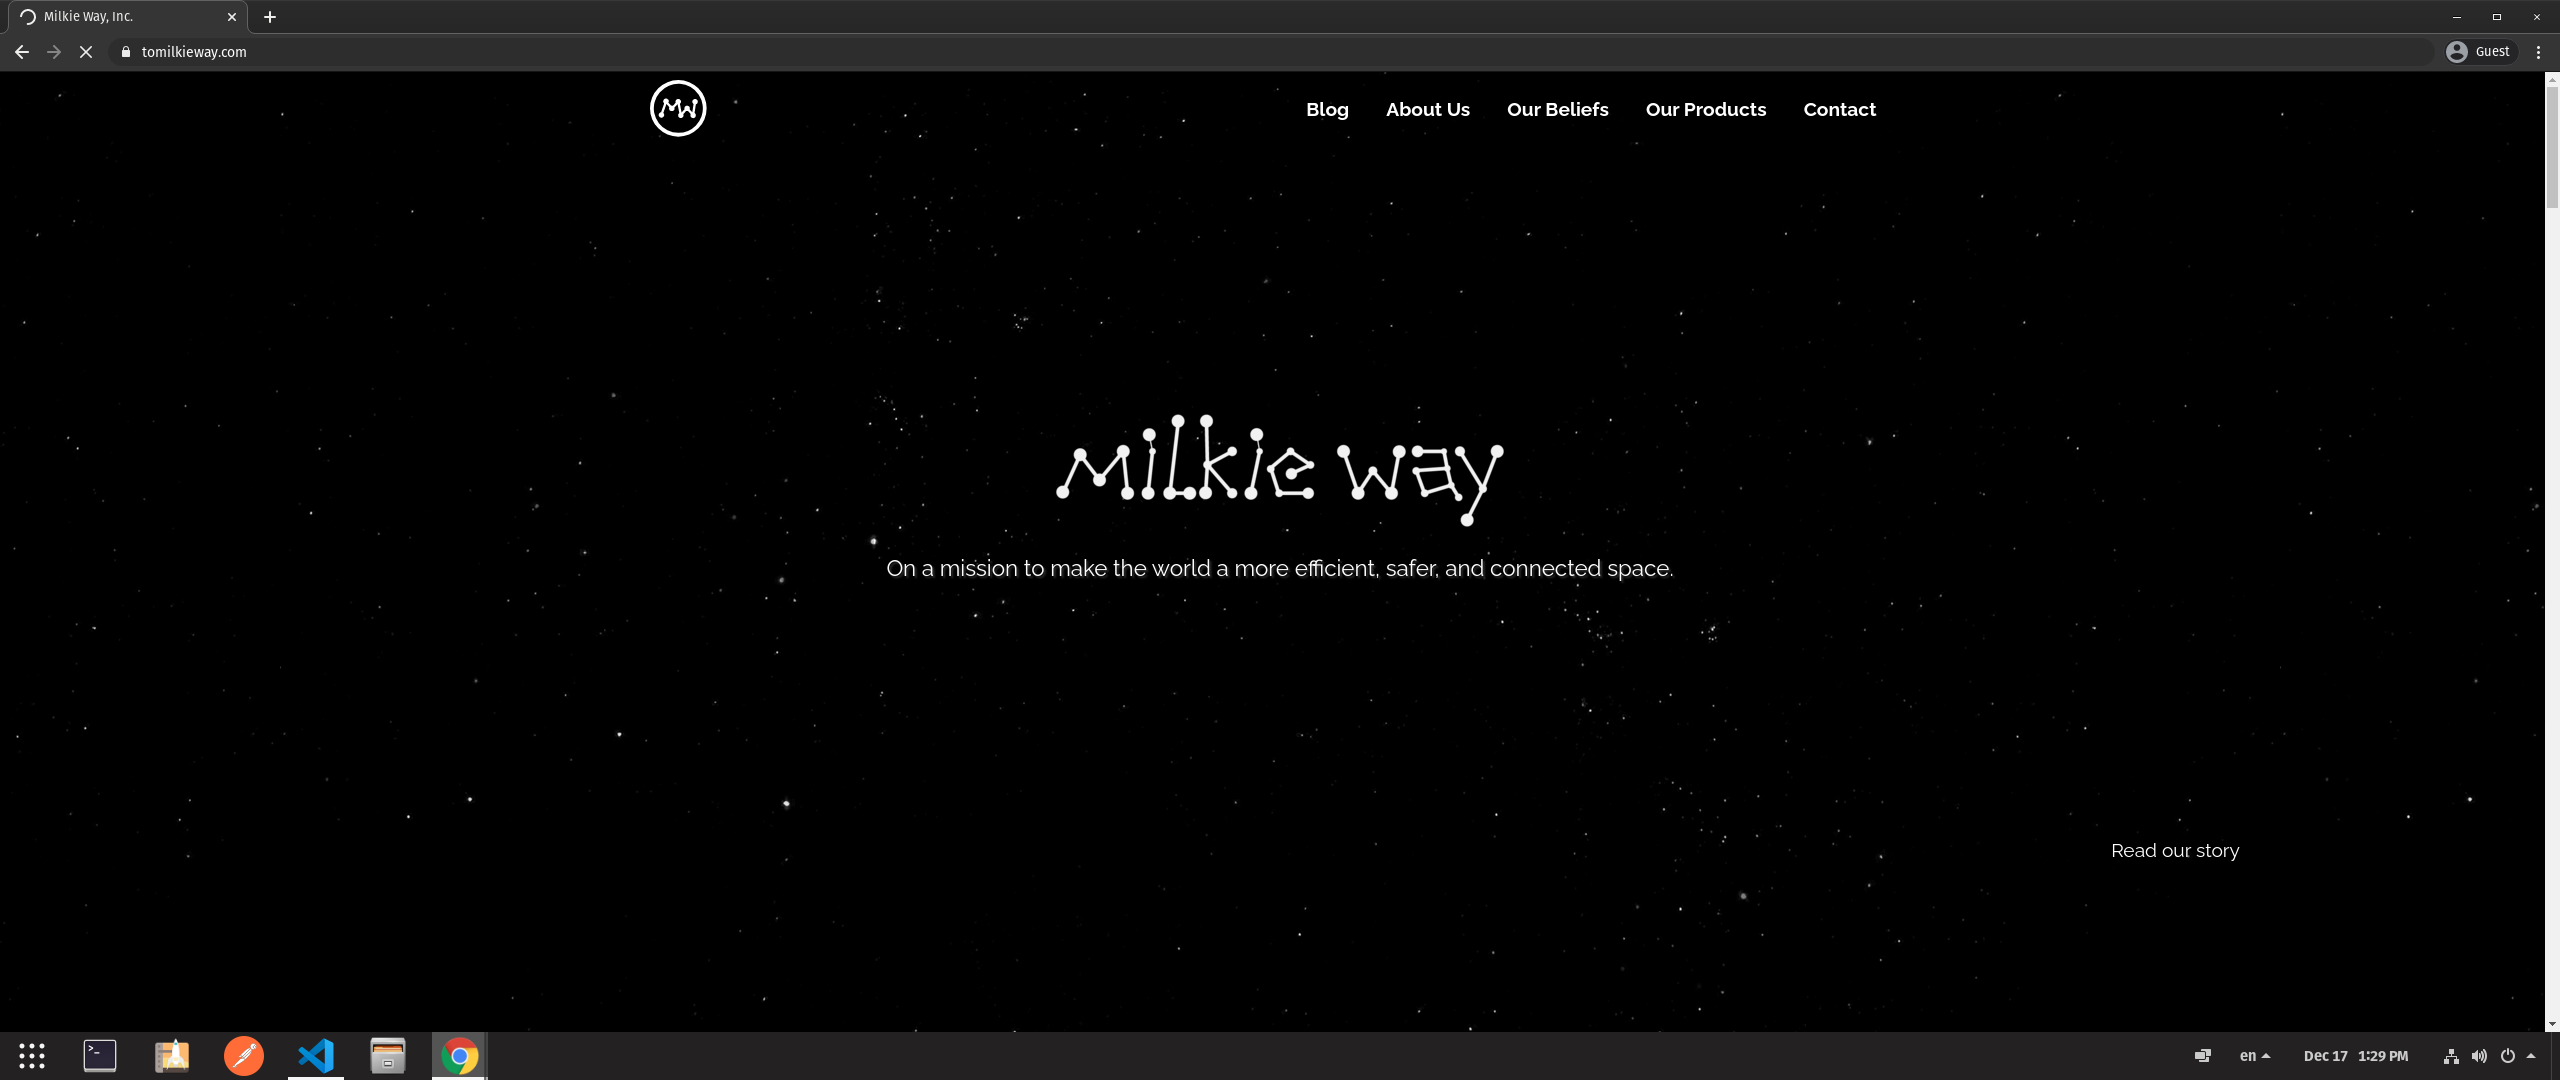 Milkie Way, Inc.
tomilkieway.com
Guest
MW
Blog
About Us
Our Beliefs
Our Products
Contact
milkie way
On a mission to make the world a more efficient, safer, and connected space.
Read our story
>_
en
Dec 17 1:29 PM